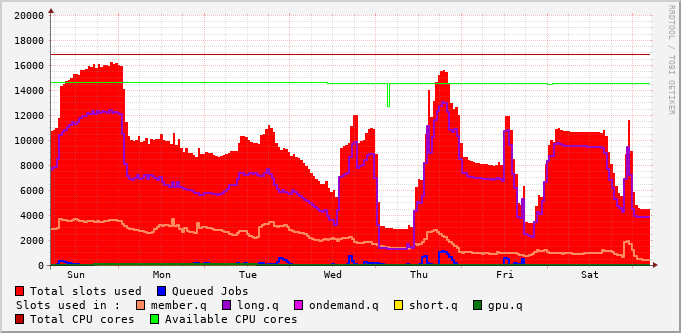 20000
18000
16000
14000
12000
10000
8000
6000
4000
2000
0
Sun Mon Tue Wed Thu Fri Sat
RRDTOOL / TOBI OETIKER
Total slots used Queued Jobs
Slots used in : member.q long.q ondemand.q short.q gpu.q
Total CPU cores
Available CPU cores